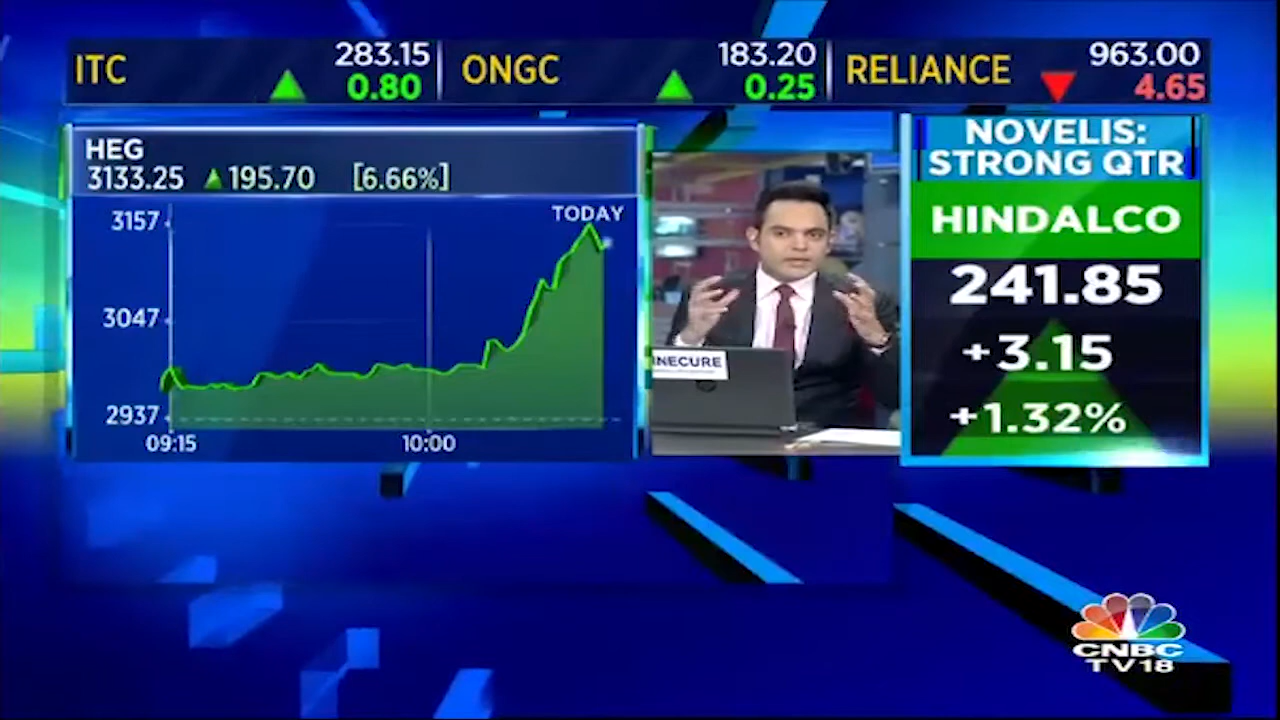 ITC
283.15
0.80
ONGC
183.20
0.25
RELIANCE
963.00
4.65
HEG
3133.25 195.70 [6.66%]
TODAY
3157
3047
2937
09:15
10:00
NECURE
NOVELIS:
STRONG QTR
HINDALCO
241.85
+3.15
+1.32%
CNBC
TV18